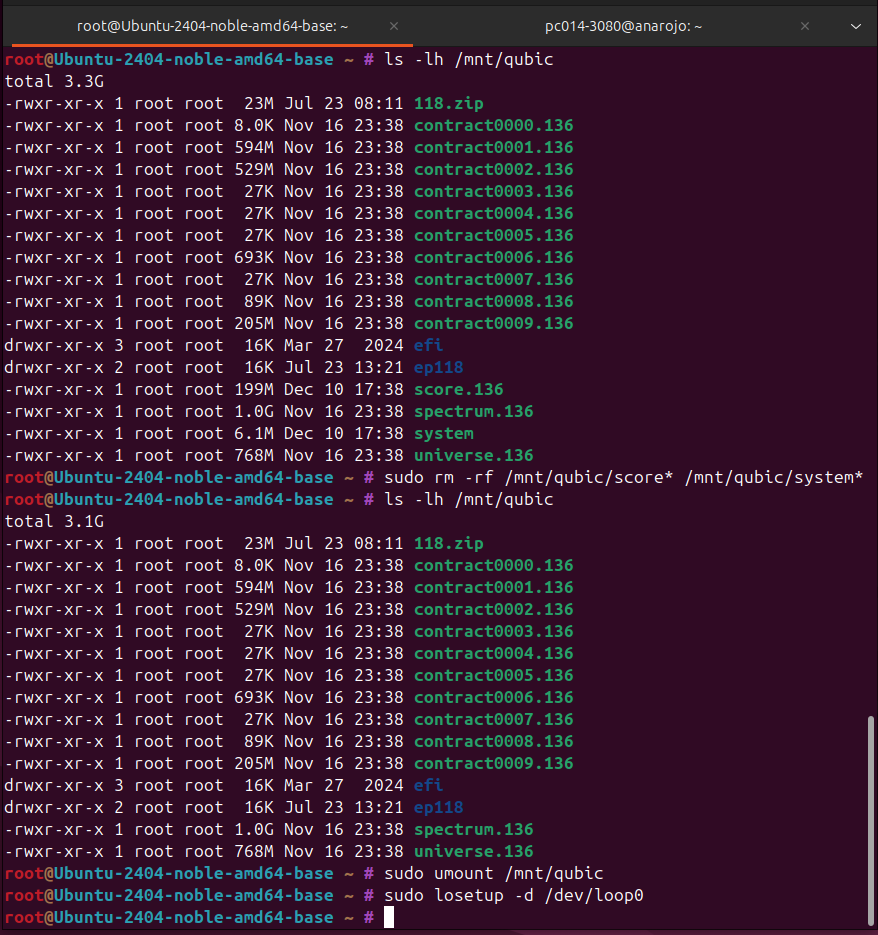 root@Ubuntu-2404-noble-amd64-base: ~ × pc014-3080@anarojo: ~ ×
root@Ubuntu-2404-noble-amd64-base ~ # ls -lh /mnt/qubic
total 3.3G
-rwxr-xr-x 1 root root  23M Jul 23 08:11 118.zip
-rwxr-xr-x 1 root root 8.0K Nov 16 23:38 contract0000.136
-rwxr-xr-x 1 root root 594M Nov 16 23:38 contract0001.136
-rwxr-xr-x 1 root root 529M Nov 16 23:38 contract0002.136
-rwxr-xr-x 1 root root  27K Nov 16 23:38 contract0003.136
-rwxr-xr-x 1 root root  27K Nov 16 23:38 contract0004.136
-rwxr-xr-x 1 root root  27K Nov 16 23:38 contract0005.136
-rwxr-xr-x 1 root root 693K Nov 16 23:38 contract0006.136
-rwxr-xr-x 1 root root  27K Nov 16 23:38 contract0007.136
-rwxr-xr-x 1 root root  89K Nov 16 23:38 contract0008.136
-rwxr-xr-x 1 root root 205M Nov 16 23:38 contract0009.136
drwxr-xr-x 3 root root  16K Mar 27  2024 efi
drwxr-xr-x 2 root root  16K Jul 23 13:21 ep118
-rwxr-xr-x 1 root root 199M Dec 10 17:38 score.136
-rwxr-xr-x 1 root root 1.0G Nov 16 23:38 spectrum.136
-rwxr-xr-x 1 root root 6.1M Dec 10 17:38 system
-rwxr-xr-x 1 root root 768M Nov 16 23:38 universe.136
root@Ubuntu-2404-noble-amd64-base ~ # sudo rm -rf /mnt/qubic/score* /mnt/qubic/system*
root@Ubuntu-2404-noble-amd64-base ~ # ls -lh /mnt/qubic
total 3.1G
-rwxr-xr-x 1 root root  23M Jul 23 08:11 118.zip
-rwxr-xr-x 1 root root 8.0K Nov 16 23:38 contract0000.136
-rwxr-xr-x 1 root root 594M Nov 16 23:38 contract0001.136
-rwxr-xr-x 1 root root 529M Nov 16 23:38 contract0002.136
-rwxr-xr-x 1 root root  27K Nov 16 23:38 contract0003.136
-rwxr-xr-x 1 root root  27K Nov 16 23:38 contract0004.136
-rwxr-xr-x 1 root root  27K Nov 16 23:38 contract0005.136
-rwxr-xr-x 1 root root 693K Nov 16 23:38 contract0006.136
-rwxr-xr-x 1 root root  27K Nov 16 23:38 contract0007.136
-rwxr-xr-x 1 root root  89K Nov 16 23:38 contract0008.136
-rwxr-xr-x 1 root root 205M Nov 16 23:38 contract0009.136
drwxr-xr-x 3 root root  16K Mar 27  2024 efi
drwxr-xr-x 2 root root  16K Jul 23 13:21 ep118
-rwxr-xr-x 1 root root 1.0G Nov 16 23:38 spectrum.136
-rwxr-xr-x 1 root root 768M Nov 16 23:38 universe.136
root@Ubuntu-2404-noble-amd64-base ~ # sudo umount /mnt/qubic
root@Ubuntu-2404-noble-amd64-base ~ # sudo losetup -d /dev/loop0
root@Ubuntu-2404-noble-amd64-base ~ #